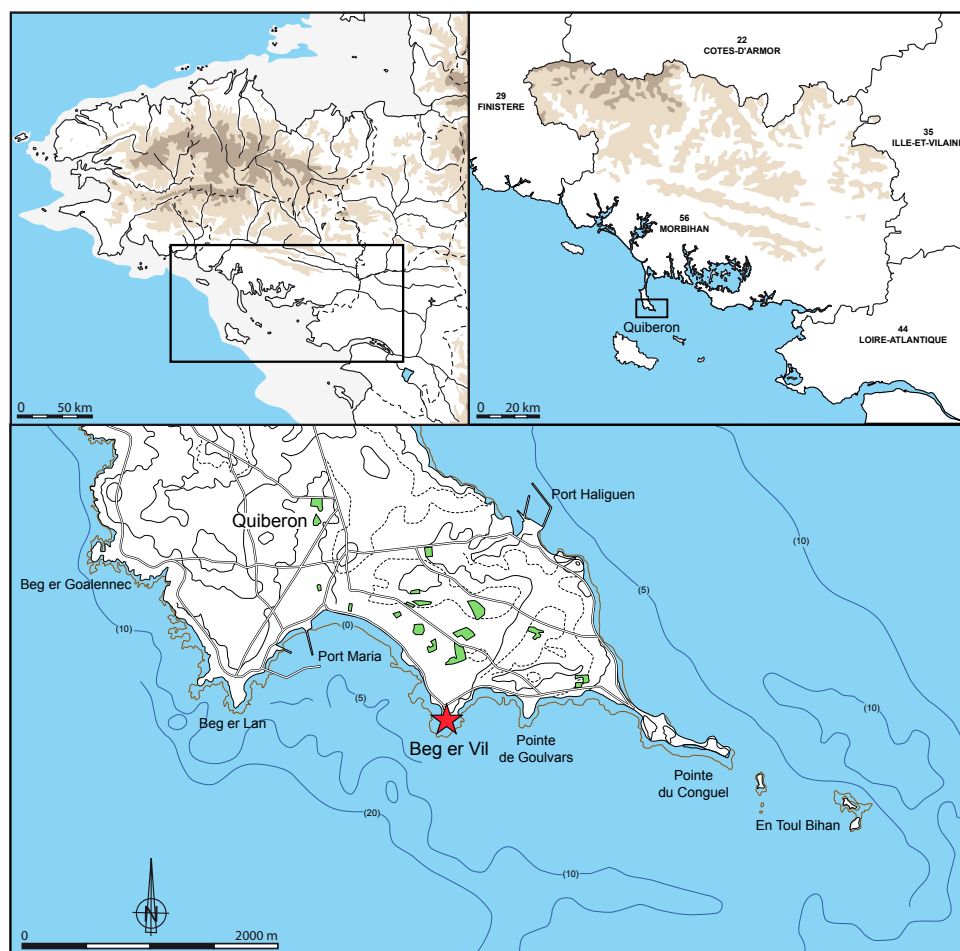 0 50 km
22
COTES-D'ARMOR
29
FINISTERE
35
ILLE-ET-VILAINE
56
MORBIHAN
Quiberon
44
LOIRE-ATLANTIQUE
0 20 km
Port Haliguen
Quiberon
(10)
(10)
Beg er Goalennec
(5)
(10)
(0)
Port Maria
(5)
Beg er Lan
(10)
Beg er Vil
Pointe
de Goulvars
Pointe
du Conguel
(20)
En Toul Bihan
(10)
N
0 2000 m